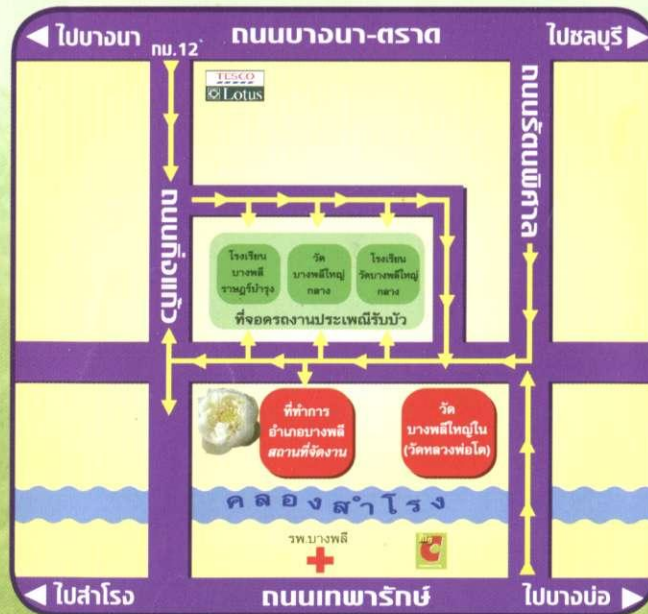 ไปบางนา
กม.12
ถนนบางนา-ตราด
ไปชลบุรี
TESCO
Lotus
ถนนกิ่งแก้ว
ถนนรัตนพิศาล
โรงเรียน
บางพลี
ราษฎร์บำรุง
วัด
บางพลีใหญ่
กลาง
โรงเรียน
วัดบางพลีใหญ่
กลาง
ที่จอดรถงานประเพณีรับบัว
ที่ทำการ
อำเภอบางพลี
สถานที่จัดงาน
วัด
บางพลีใหญ่ใน
(วัดหลวงพ่อโต)
คลองสำโรง
รพ.บางพลี
Big C
ไปสำโรง
ถนนเทพารักษ์
ไปบางบ่อ